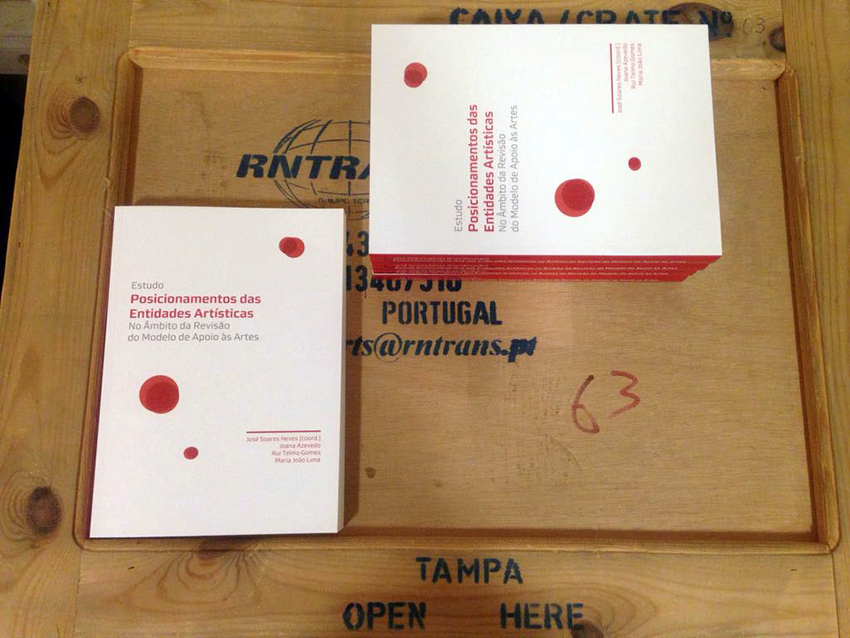 CAIXA/CRATE Nº 63
RNTRA
PORTUGAL
rts@rntrans.pt
63
TAMPA
OPEN HERE
Estudo
Posicionamentos das
Entidades Artísticas
No Âmbito da Revisão
do Modelo de Apoio às Artes
José Soares Neves (coord.)
Joana Azevedo
Rui Telmo Gomes
Maria João Lima
Estudo
Posicionamentos das
Entidades Artísticas
No Âmbito da Revisão
do Modelo de Apoio às Artes
José Soares Neves (coord.)
Joana Azevedo
Rui Telmo Gomes
Maria João Lima